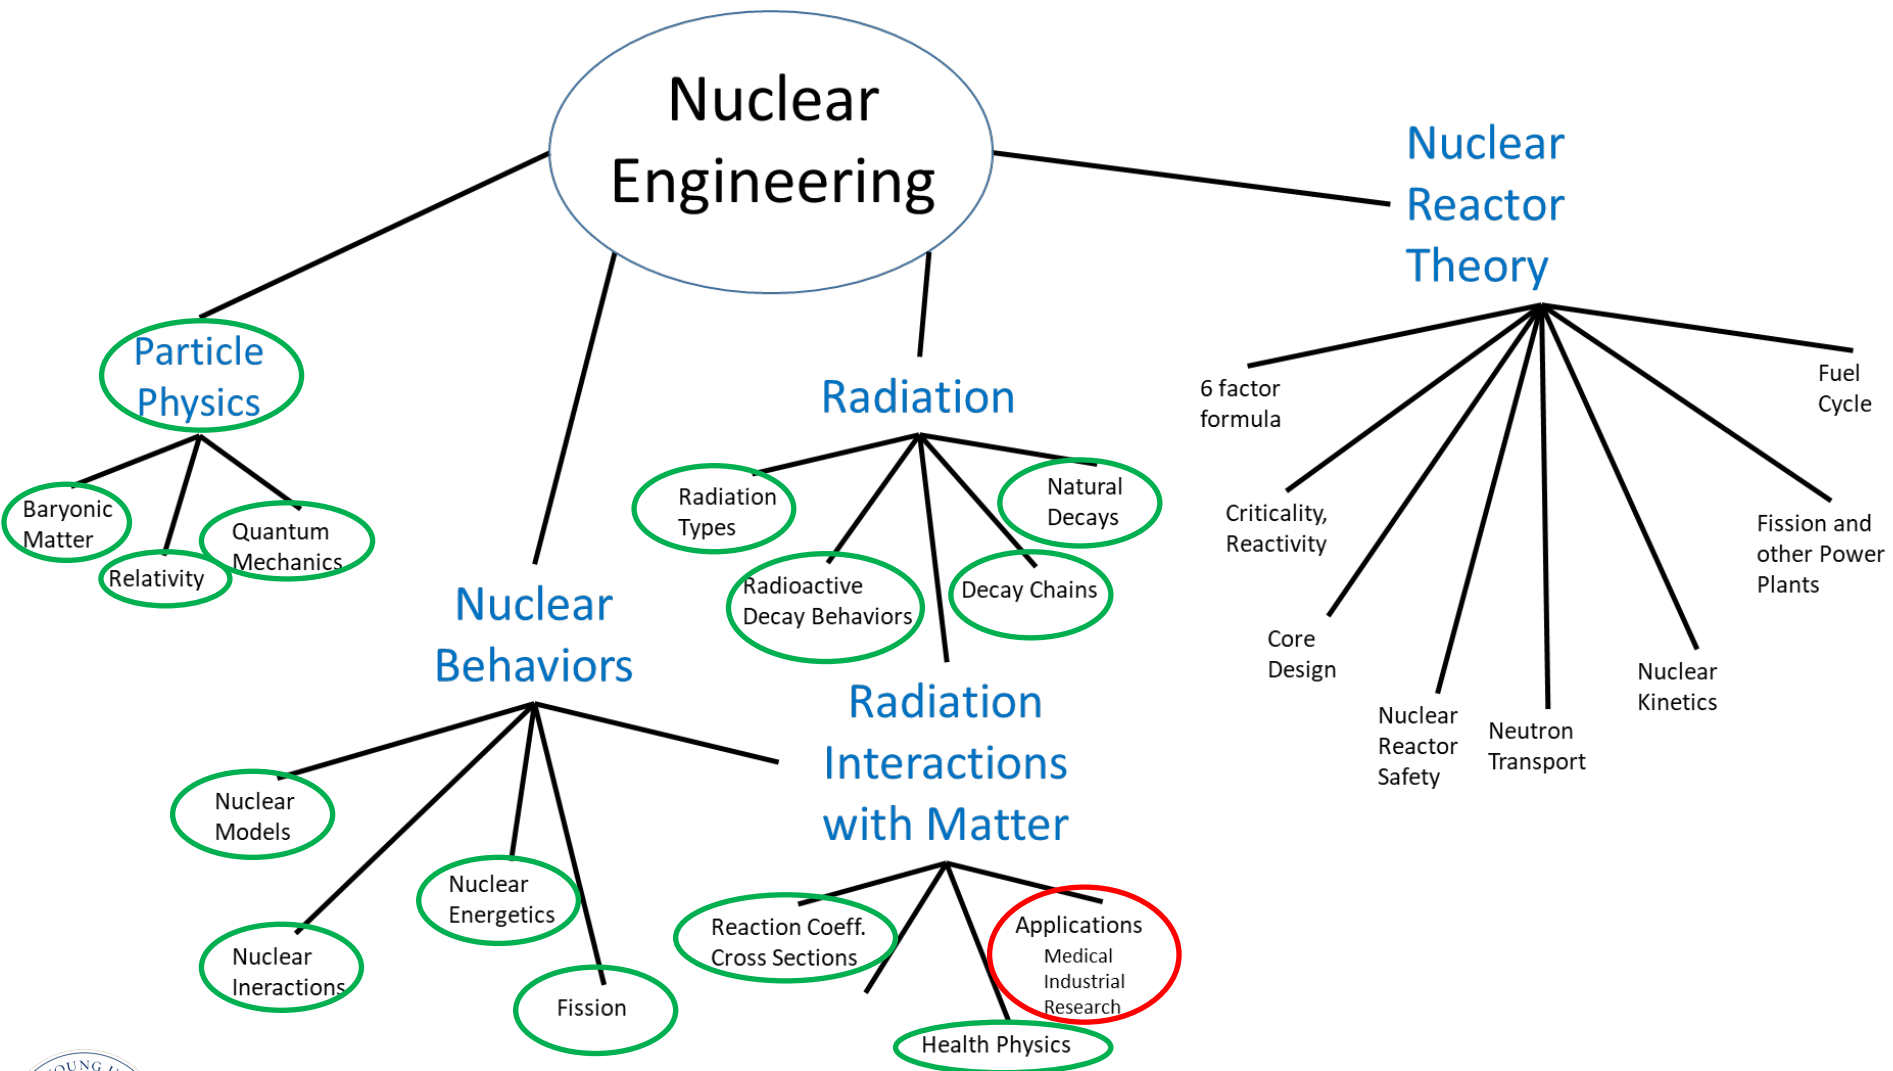 Nuclear
Engineering
Nuclear
Reactor
Theory
Particle
Physics
Baryonic
Matter
Relativity
Quantum
Mechanics
Nuclear
Behaviors
Nuclear
Models
Nuclear
Ineractions
Nuclear
Energetics
Fission
Radiation
Radiation
Types
Radioactive
Decay Behaviors
Decay Chains
Natural
Decays
Radiation
Interactions
with Matter
Reaction Coeff.
Cross Sections
Health Physics
Applications
Medical
Industrial
Research
6 factor
formula
Criticality,
Reactivity
Core
Design
Nuclear
Reactor
Safety
Neutron
Transport
Nuclear
Kinetics
Fission and
other Power
Plants
Fuel
Cycle